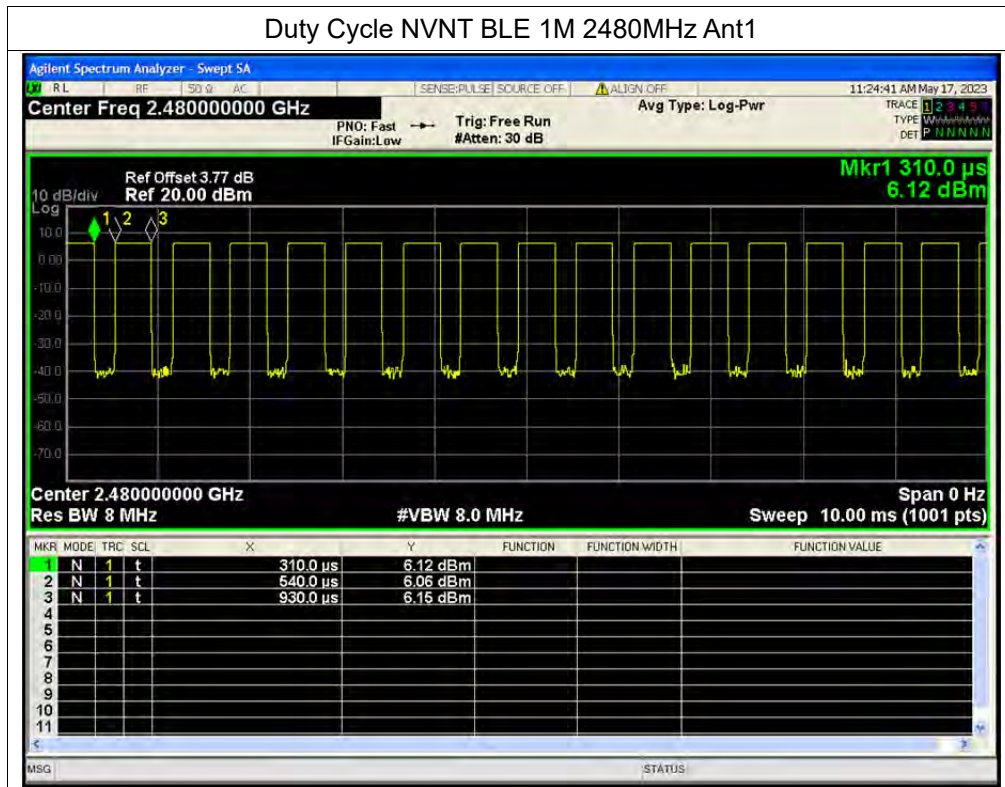 Duty Cycle NVNT BLE 1M 2480MHz Ant1
Agilent Spectrum Analyzer - Swept SA
RL RF 50 Ω AC SENSE:PULSE SOURCE OFF ALIGN OFF 11:24:41 AM May 17, 2023
Center Freq 2.480000000 GHz Avg Type: Log-Pwr TRACE 1 2 3 4 5 6
PNO: Fast Trig: Free Run TYPE
IFGain:Low #Atten: 30 dB DET P N N N N N
Mkr1 310.0 µs
Ref Offset 3.77 dB
10 dB/div Ref 20.00 dBm 6.12 dBm
Log
1 2 3
10.0
0.00
-10.0
-20.0
-30.0
-40.0
-50.0
-60.0
-70.0
Center 2.480000000 GHz Span 0 Hz
Res BW 8 MHz #VBW 8.0 MHz Sweep 10.00 ms (1001 pts)
MKR MODE TRC SCL X Y FUNCTION FUNCTION WIDTH FUNCTION VALUE
1 N 1 t 310.0 µs 6.12 dBm
2 N 1 t 540.0 µs 6.06 dBm
3 N 1 t 930.0 µs 6.15 dBm
4
5
6
7
8
9
10
11
MSG STATUS